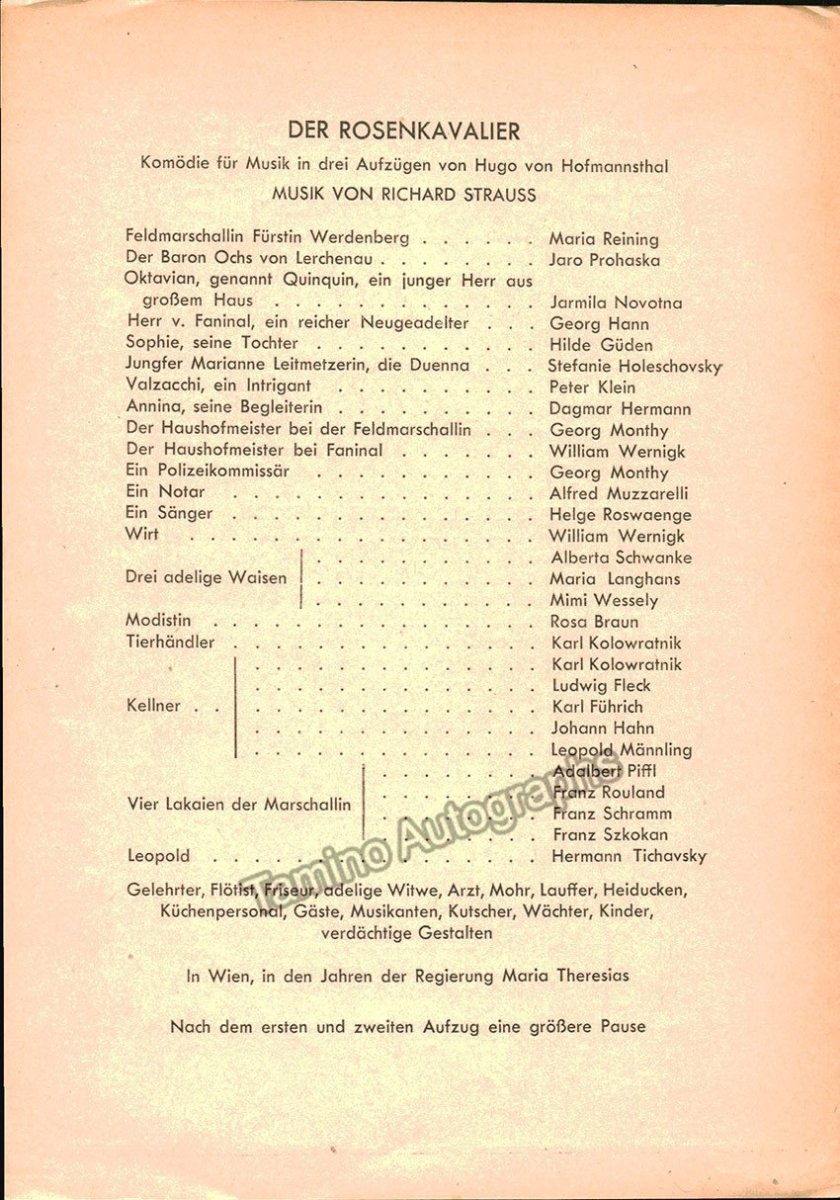 DER ROSENKAVALIER
Komödie für Musik in drei Aufzügen von Hugo von Hofmannsthal
MUSIK VON RICHARD STRAUSS
Feldmarschallin Fürstin Werdenberg . . . . . . Maria Reining
Der Baron Ochs von Lerchenau . . . . . . . . Jaro Prohaska
Oktavian, genannt Quinquin, ein junger Herr aus
großem Haus . . . . . . . . . . . . . Jarmila Novotna
Herr v. Faninal, ein reicher Neugeadelter . . . Georg Hann
Sophie, seine Tochter . . . . . . . . . . . Hilde Güden
Jungfer Marianne Leitmetzerin, die Duenna . . . Stefanie Holeschovsky
Valzacchi, ein Intrigant . . . . . . . . . . Peter Klein
Annina, seine Begleiterin . . . . . . . . . . Dagmar Hermann
Der Haushofmeister bei der Feldmarschallin . . . Georg Monthy
Der Haushofmeister bei Faninal . . . . . . . William Wernigk
Ein Polizeikommissär . . . . . . . . . . . Georg Monthy
Ein Notar . . . . . . . . . . . . . . . Alfred Muzzarelli
Ein Sänger . . . . . . . . . . . . . . . Helge Roswaenge
Wirt . . . . . . . . . . . . . . . . . William Wernigk
. . . . . . . . . . . Alberta Schwanke
Drei adelige Waisen . . . . . . . . . . . Maria Langhans
. . . . . . . . . . . Mimi Wessely
Modistin . . . . . . . . . . . . . . . . Rosa Braun
Tierhändler . . . . . . . . . . . . . . . Karl Kolowratnik
. . . . . . . . . . . . . . Karl Kolowratnik
. . . . . . . . . . . . . . Ludwig Fleck
Kellner . . . . . . . . . . . . . . . . Karl Führich
. . . . . . . . . . . . . . Johann Hahn
. . . . . . . . . . . . . . Leopold Männling
. . . . . . . . Adalbert Piffl
Vier Lakaien der Marschallin . . . . . . . . Franz Rouland
. . . . . . . . Franz Schramm
. . . . . . . . Franz Szkokan
Leopold . . . . . . . . . . . . . . . . Hermann Tichavsky
Gelehrter, Flötist, Friseur, adelige Witwe, Arzt, Mohr, Lauffer, Heiducken,
Küchenpersonal, Gäste, Musikanten, Kutscher, Wächter, Kinder,
verdächtige Gestalten
In Wien, in den Jahren der Regierung Maria Theresias
Nach dem ersten und zweiten Aufzug eine größere Pause
Tamino Autographs